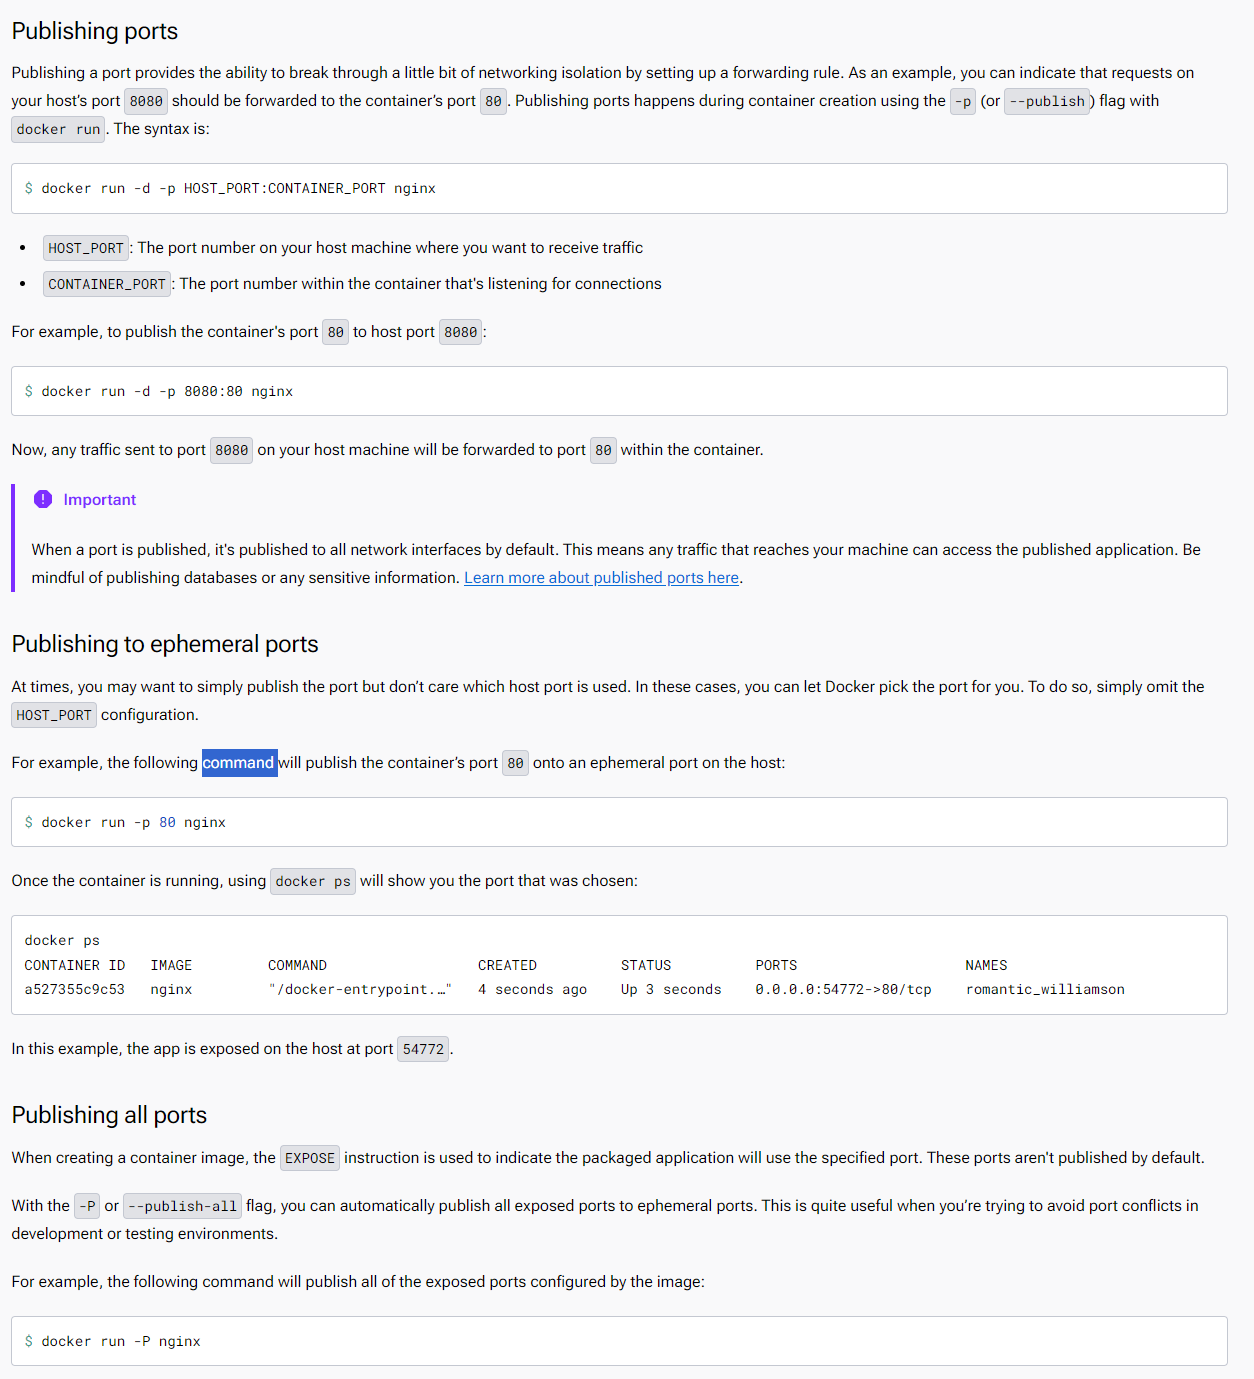 Publishing ports
Publishing a port provides the ability to break through a little bit of networking isolation by setting up a forwarding rule. As an example, you can indicate that requests on
your host's port 8080 should be forwarded to the container's port 80. Publishing ports happens during container creation using the -p (or --publish) flag with
docker run. The syntax is:
$ docker run -d -p HOST_PORT:CONTAINER_PORT nginx
• HOST_PORT: The port number on your host machine where you want to receive traffic
• CONTAINER_PORT: The port number within the container that's listening for connections
For example, to publish the container's port 80 to host port 8080:
$ docker run -d -p 8080:80 nginx
Now, any traffic sent to port 8080 on your host machine will be forwarded to port 80 within the container.
Important
When a port is published, it's published to all network interfaces by default. This means any traffic that reaches your machine can access the published application. Be
mindful of publishing databases or any sensitive information. Learn more about published ports here.
Publishing to ephemeral ports
At times, you may want to simply publish the port but don't care which host port is used. In these cases, you can let Docker pick the port for you. To do so, simply omit the
HOST_PORT configuration.
For example, the following command will publish the container's port 80 onto an ephemeral port on the host:
$ docker run -p 80 nginx
Once the container is running, using docker ps will show you the port that was chosen:
docker ps
CONTAINER ID   IMAGE         COMMAND                  CREATED          STATUS          PORTS                    NAMES
a527355c9c53   nginx         "/docker-entrypoint.…"   4 seconds ago    Up 3 seconds    0.0.0.0:54772->80/tcp    romantic_williamson
In this example, the app is exposed on the host at port 54772.
Publishing all ports
When creating a container image, the EXPOSE instruction is used to indicate the packaged application will use the specified port. These ports aren't published by default.
With the -P or --publish-all flag, you can automatically publish all exposed ports to ephemeral ports. This is quite useful when you're trying to avoid port conflicts in
development or testing environments.
For example, the following command will publish all of the exposed ports configured by the image:
$ docker run -P nginx